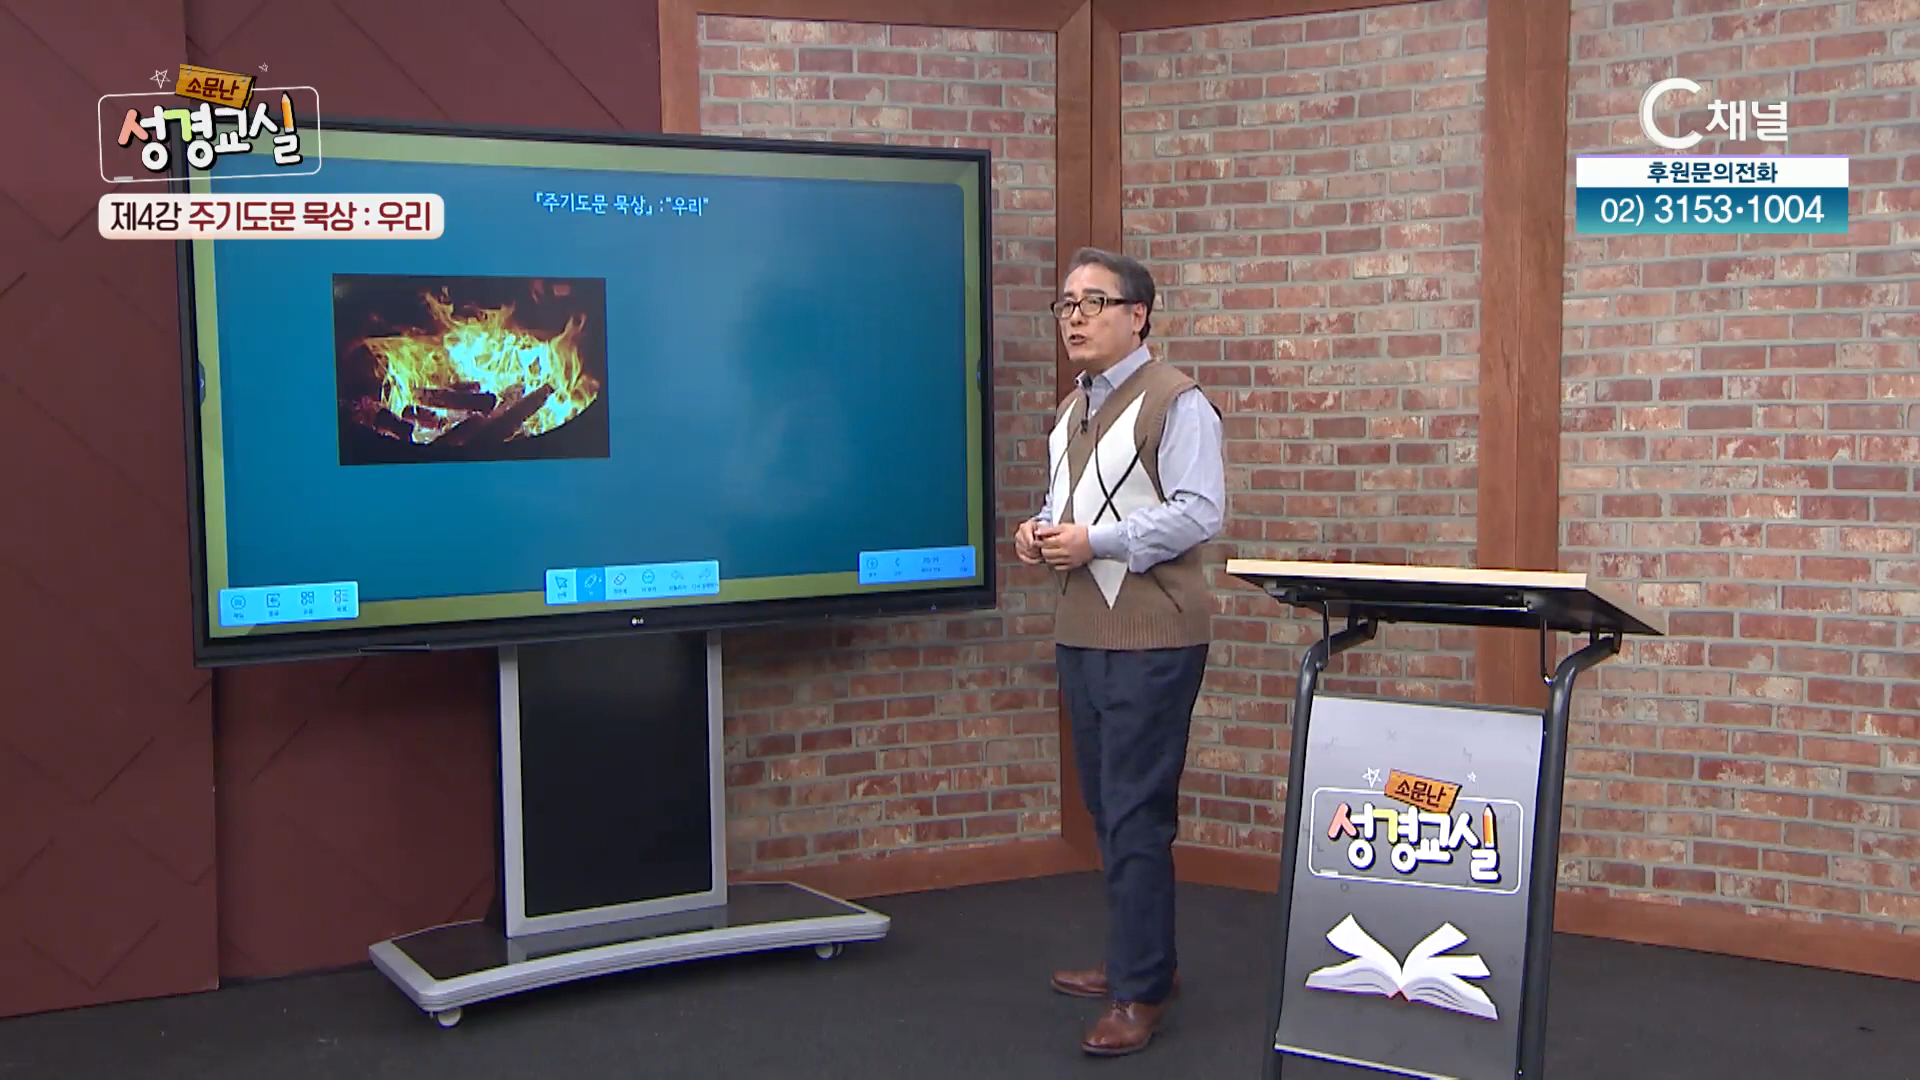 소문난
성경교실
제4강 주기도문 묵상 : 우리
C채널
후원문의전화
02) 3153·1004
『주기도문 묵상』 : "우리"
LG
소문난
성경교실